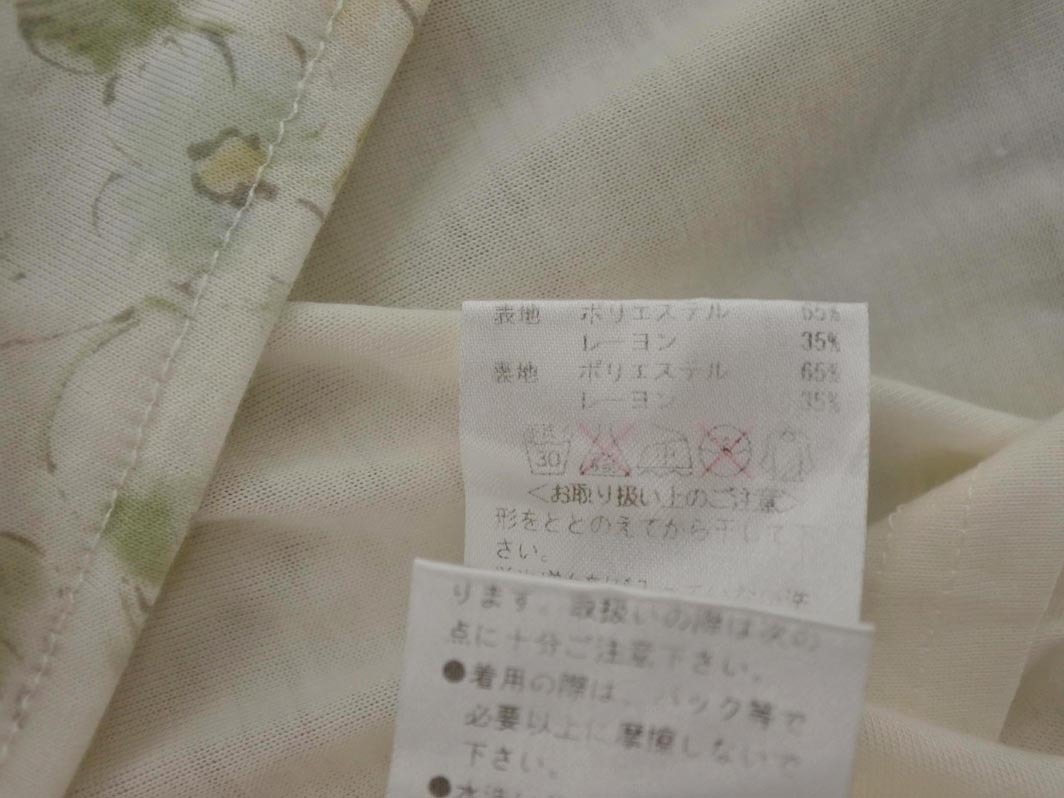 表地 ポリエステル 65%
レーヨン 35%
裏地 ポリエステル 65%
レーヨン 35%
30 中
<お取り扱い上のご注意>
形をととのえてから干して下
さい。
ります。取扱いの際は次の
点に十分ご注意下さい。
●着用の際は、バック等で
必要以上に摩擦しないで
下さい。